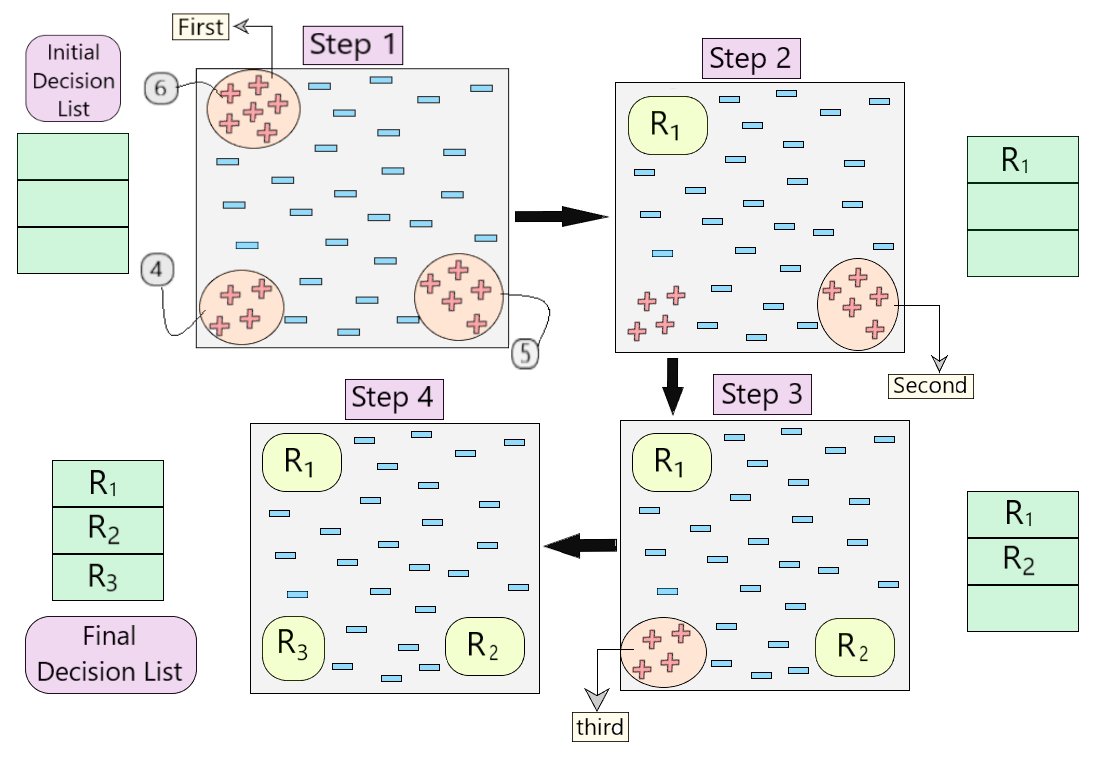 First
Step 1
Initial
Decision
List
6
4
5
Step 2
R1
R1
Second
Step 3
R1
R2
third
R1
R2
Step 4
R1
R3
R2
R1
R2
R3
Final
Decision List